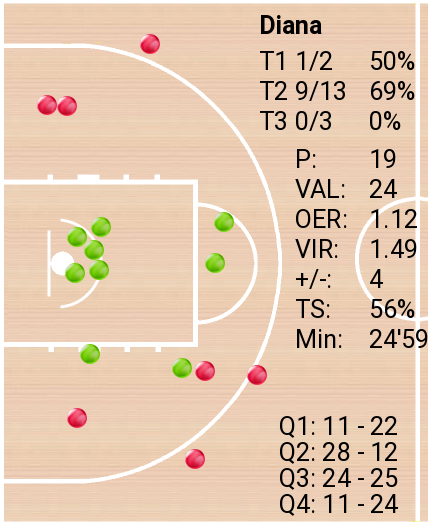 Diana
T1 1/2 50%
T2 9/13 69%
T3 0/3 0%
P: 19
VAL: 24
OER: 1.12
VIR: 1.49
+/-: 4
TS: 56%
Min: 24'59
Q1: 11 - 22
Q2: 28 - 12
Q3: 24 - 25
Q4: 11 - 24